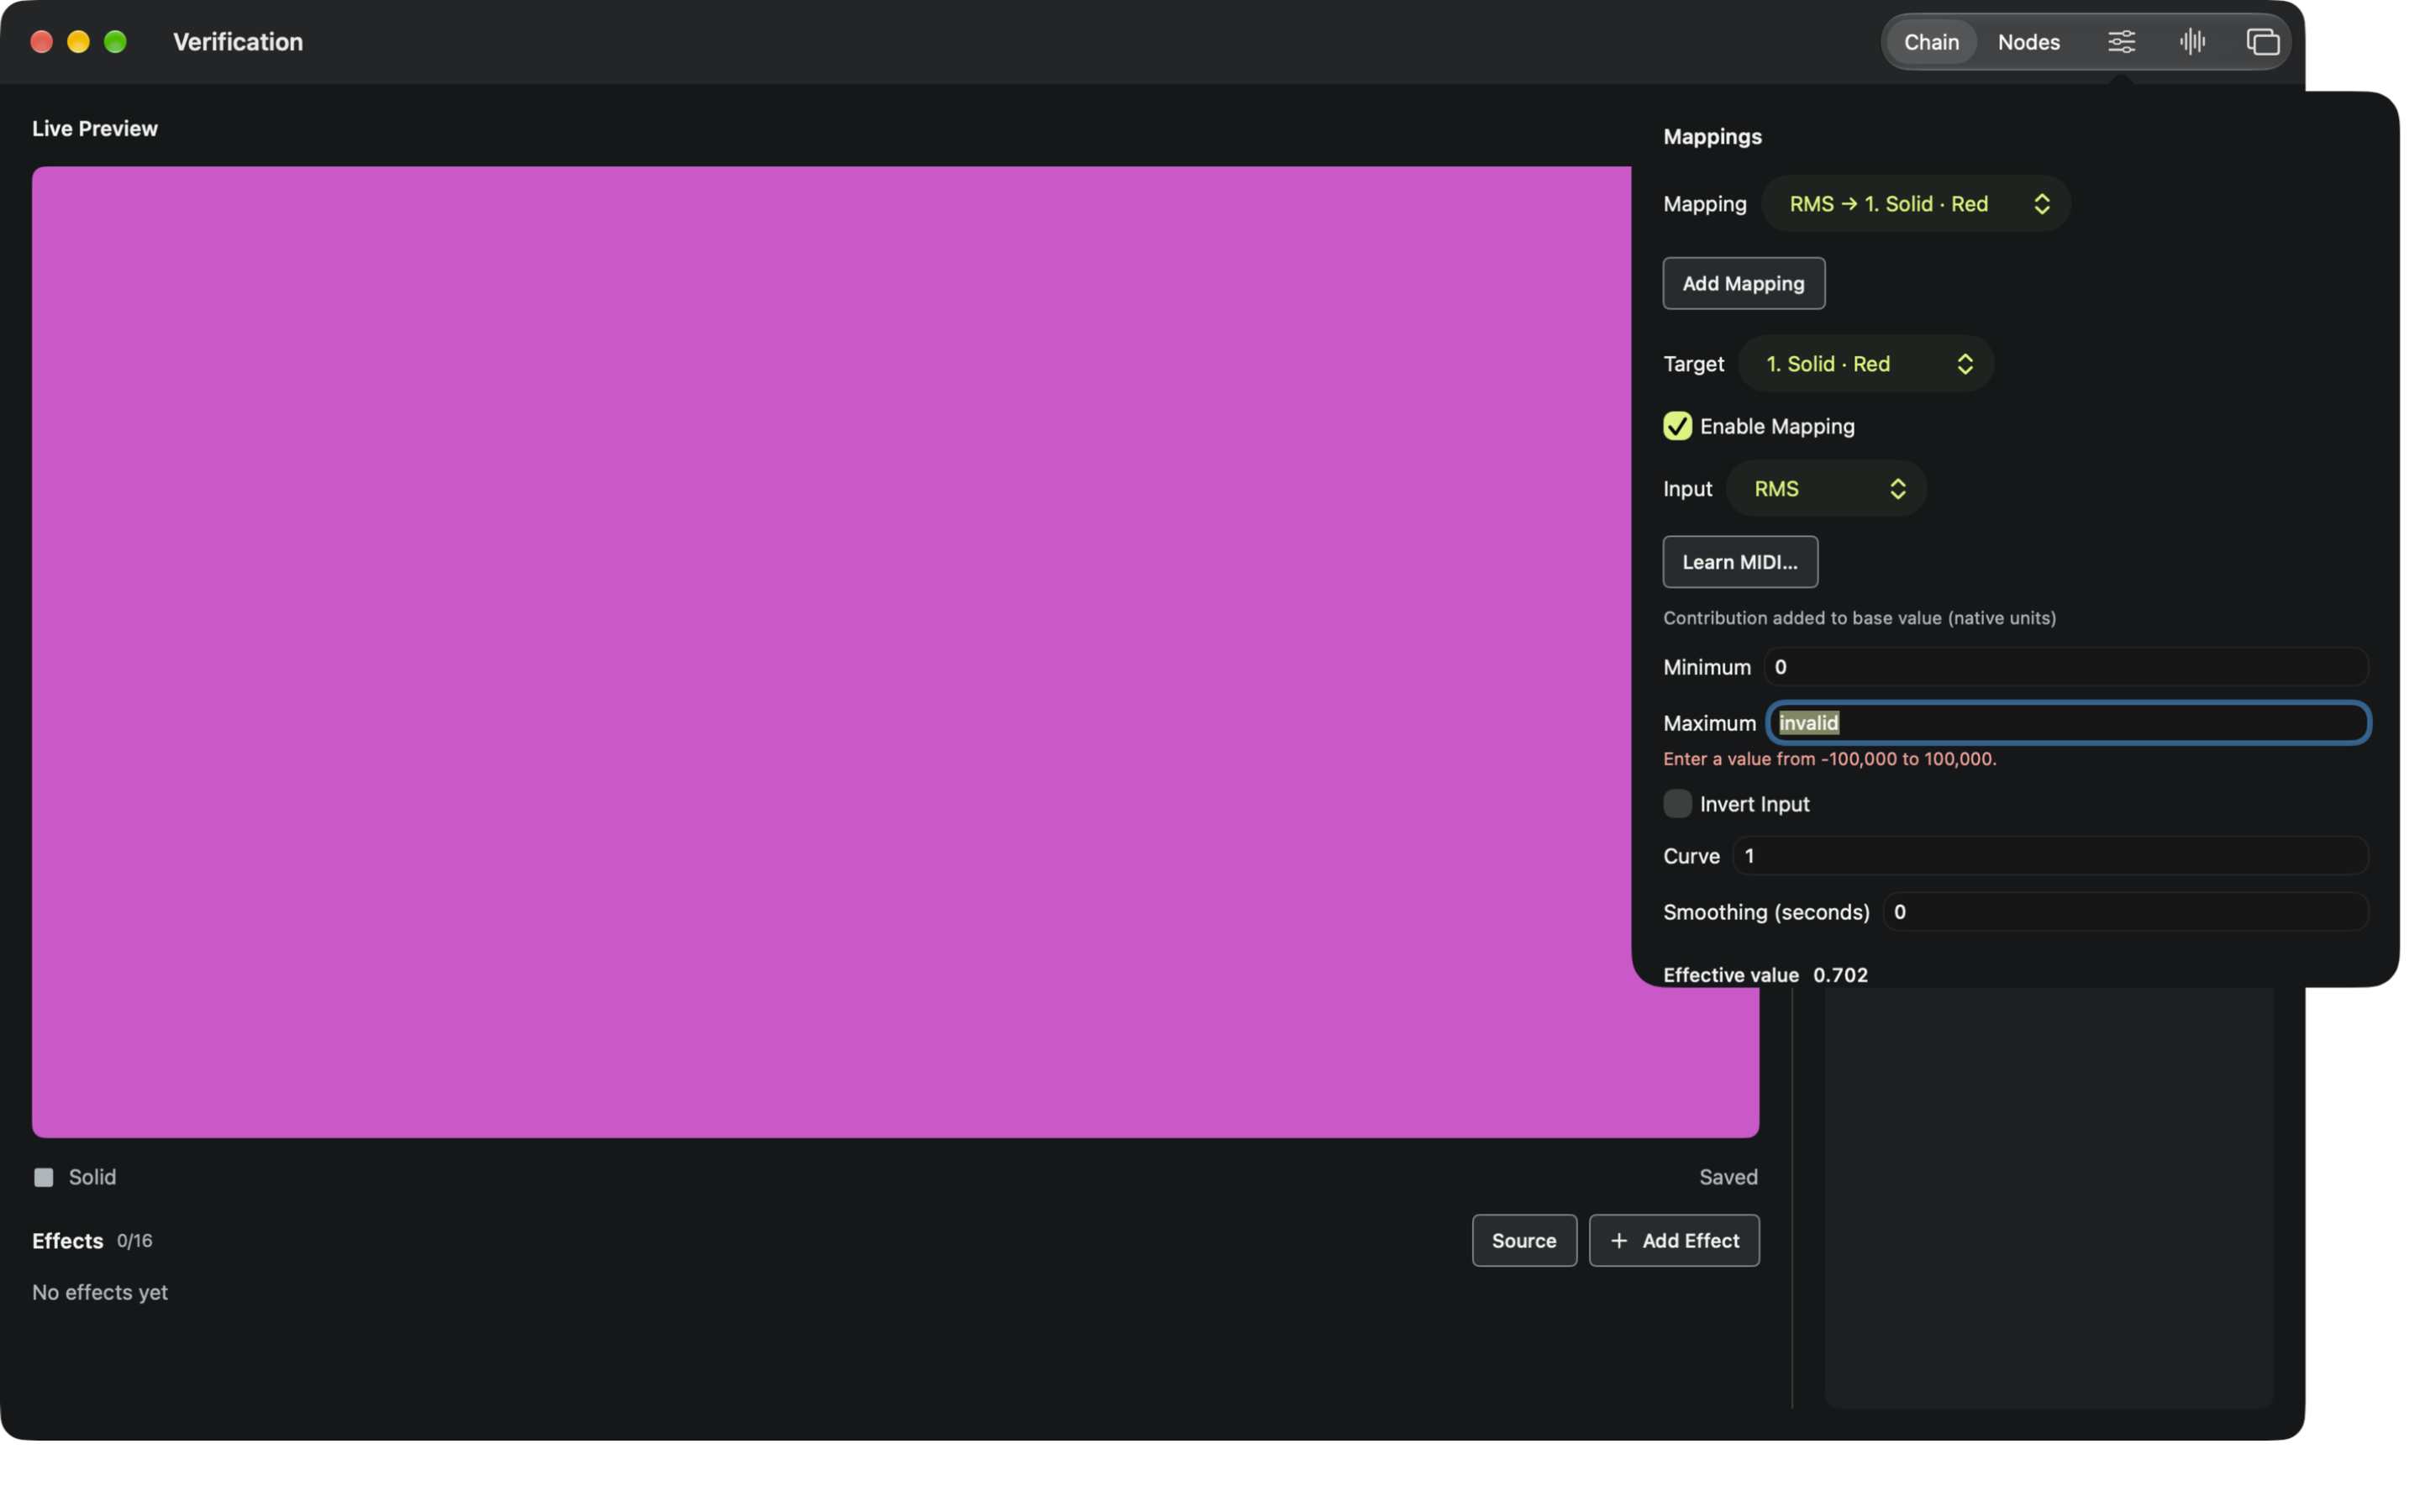 Verification
Chain Nodes
Live Preview
Mappings
Mapping RMS → 1. Solid · Red
Add Mapping
Target 1. Solid · Red
Enable Mapping
Input RMS
Learn MIDI...
Contribution added to base value (native units)
Minimum 0
Maximum invalid
Enter a value from -100,000 to 100,000.
Invert Input
Curve 1
Smoothing (seconds) 0
Effective value 0.702
Solid Saved
Effects 0/16 Source + Add Effect
No effects yet